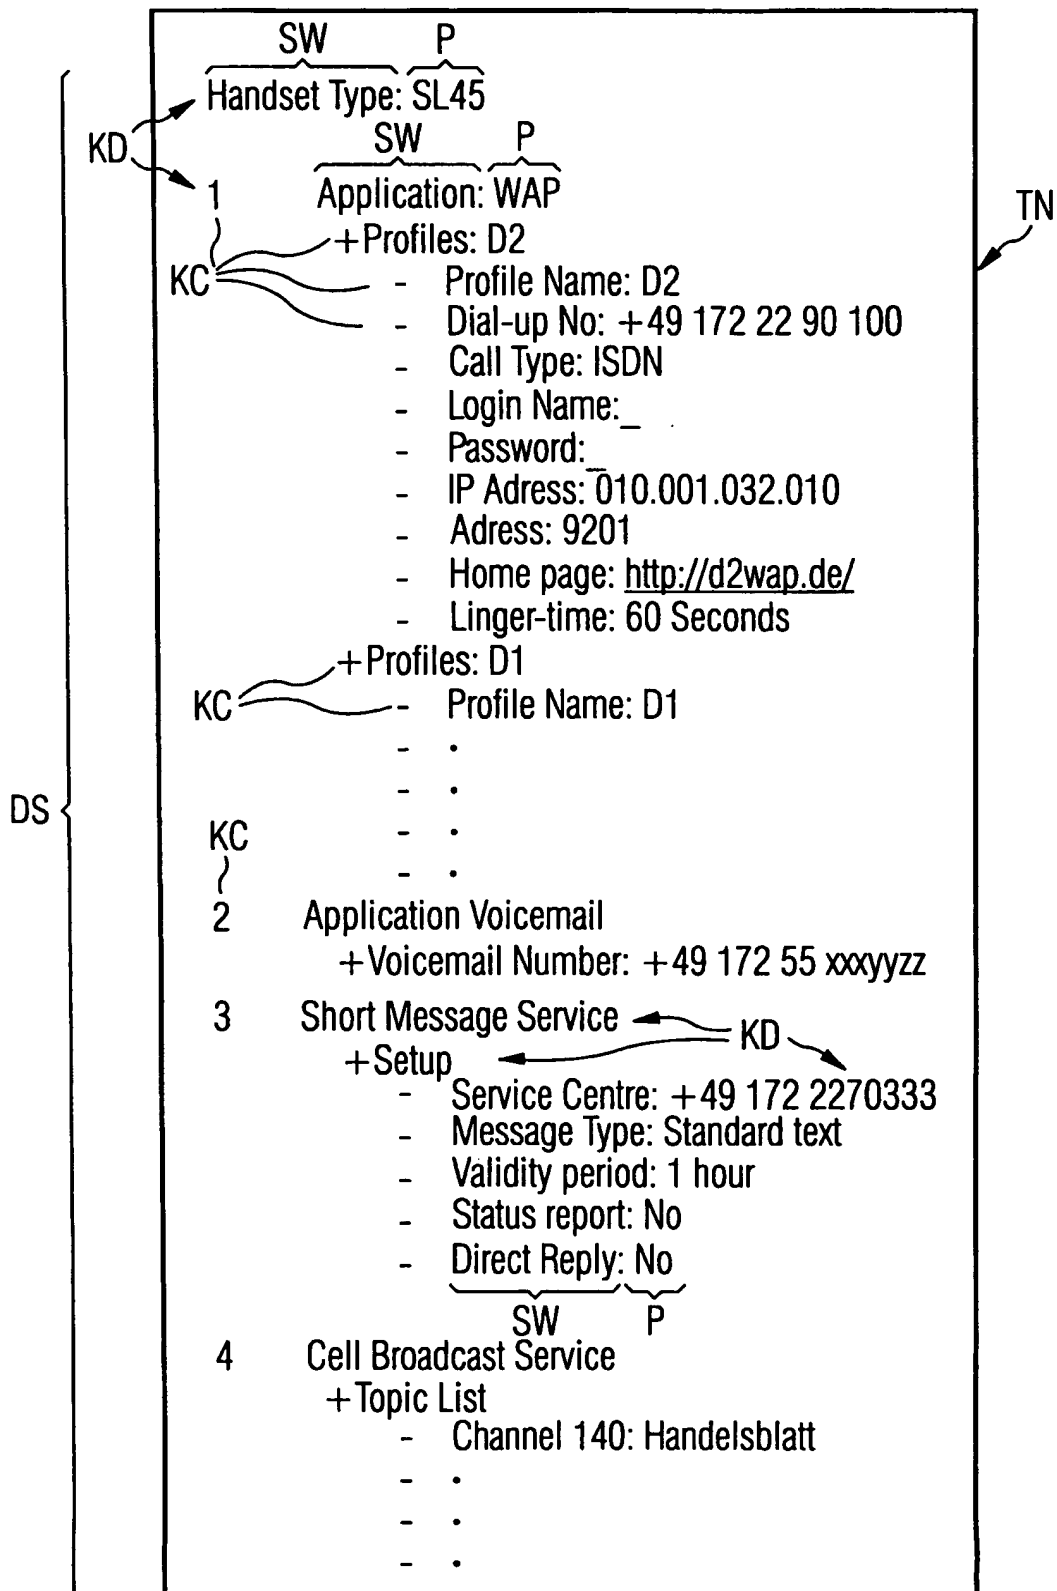 SW P
Handset Type: SL45
KD
SW P
1 Application: WAP
TN
+Profiles: D2
KC - Profile Name: D2
- Dial-up No: +49 172 22 90 100
- Call Type: ISDN
- Login Name:_
- Password:_
- IP Adress: 010.001.032.010
- Adress: 9201
- Home page: http://d2wap.de/
- Linger-time: 60 Seconds
+Profiles: D1
KC - Profile Name: D1
- .
- .
DS
KC - .
- .
2 Application Voicemail
+Voicemail Number: +49 172 55 xxxyyzz
3 Short Message Service KD
+Setup
- Service Centre: +49 172 2270333
- Message Type: Standard text
- Validity period: 1 hour
- Status report: No
- Direct Reply: No
SW P
4 Cell Broadcast Service
+Topic List
- Channel 140: Handelsblatt
- .
- .
- .